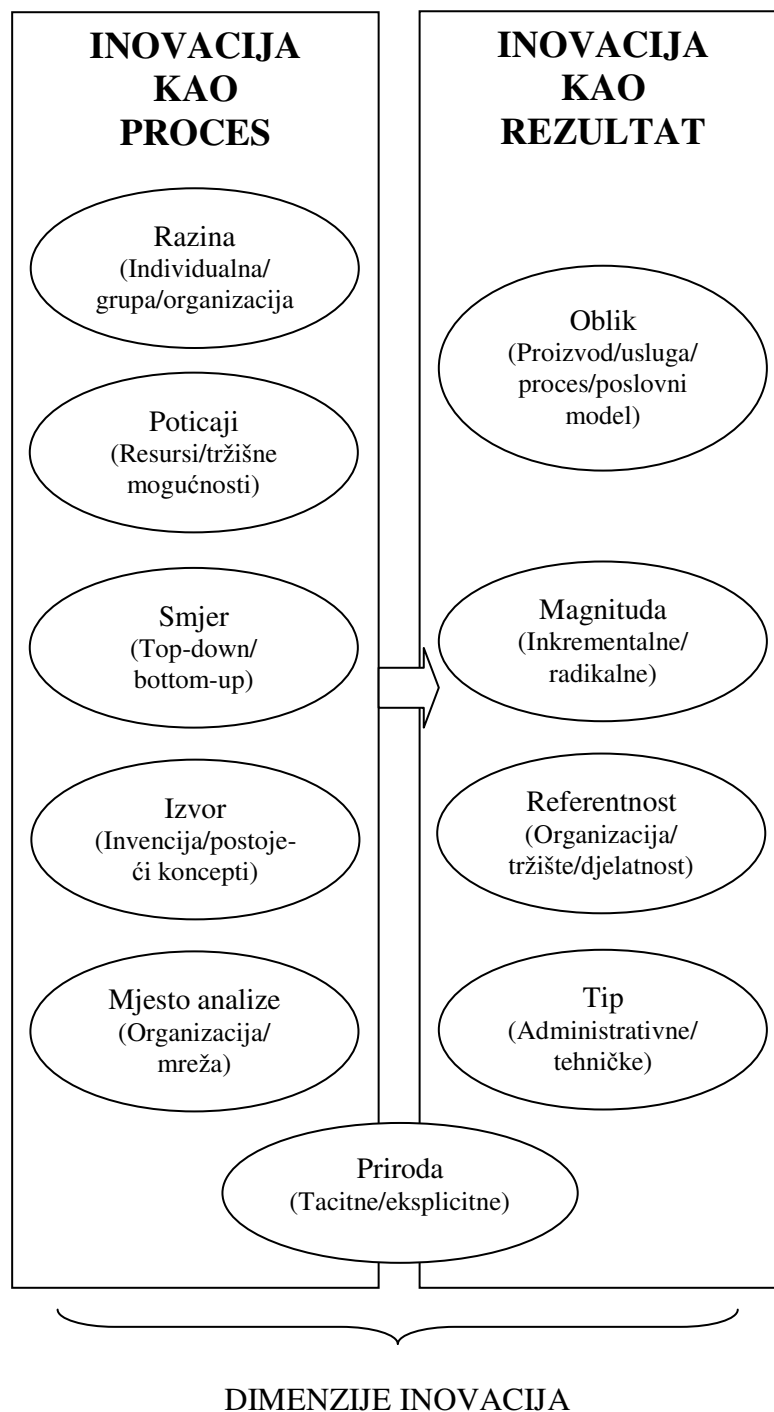 INOVACIJA
KAO
PROCES
Razina
(Individualna/
grupa/organizacija
Poticaji
(Resursi/tržišne
mogućnosti)
Smjer
(Top-down/
bottom-up)
Izvor
(Invencija/postoje-
ći koncepti)
Mjesto analize
(Organizacija/
mreža)
INOVACIJA
KAO
REZULTAT
Oblik
(Proizvod/usluga/
proces/poslovni
model)
Magnituda
(Inkrementalne/
radikalne)
Referentnost
(Organizacija/
tržište/djelatnost)
Tip
(Administrativne/
tehničke)
Priroda
(Tacitne/eksplicitne)
DIMENZIJE INOVACIJA